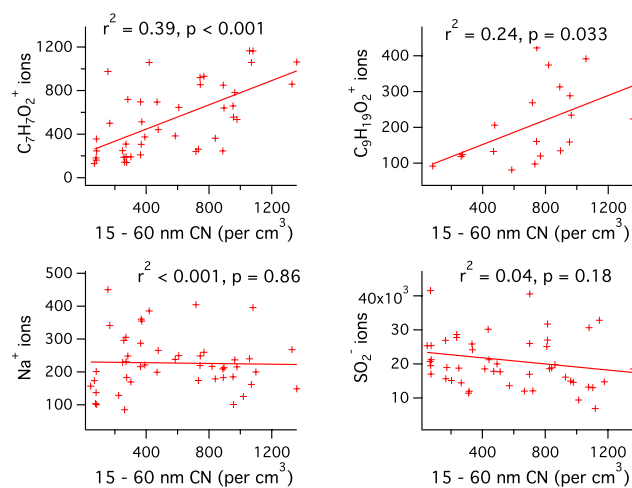 r² = 0.39, p < 0.001
C₇H₇O₂⁺ ions
1200
800
400
0
400 800 1200
15 - 60 nm CN (per cm³)
r² = 0.24, p = 0.033
C₉H₁₉O₂⁺ ions
400
300
200
100
400 800 1200
15 - 60 nm CN (per cm³)
r² < 0.001, p = 0.86
Na⁺ ions
500
400
300
200
100
400 800 1200
15 - 60 nm CN (per cm³)
r² = 0.04, p = 0.18
SO₂⁻ ions
40x10³
30
20
10
400 800 1200
15 - 60 nm CN (per cm³)